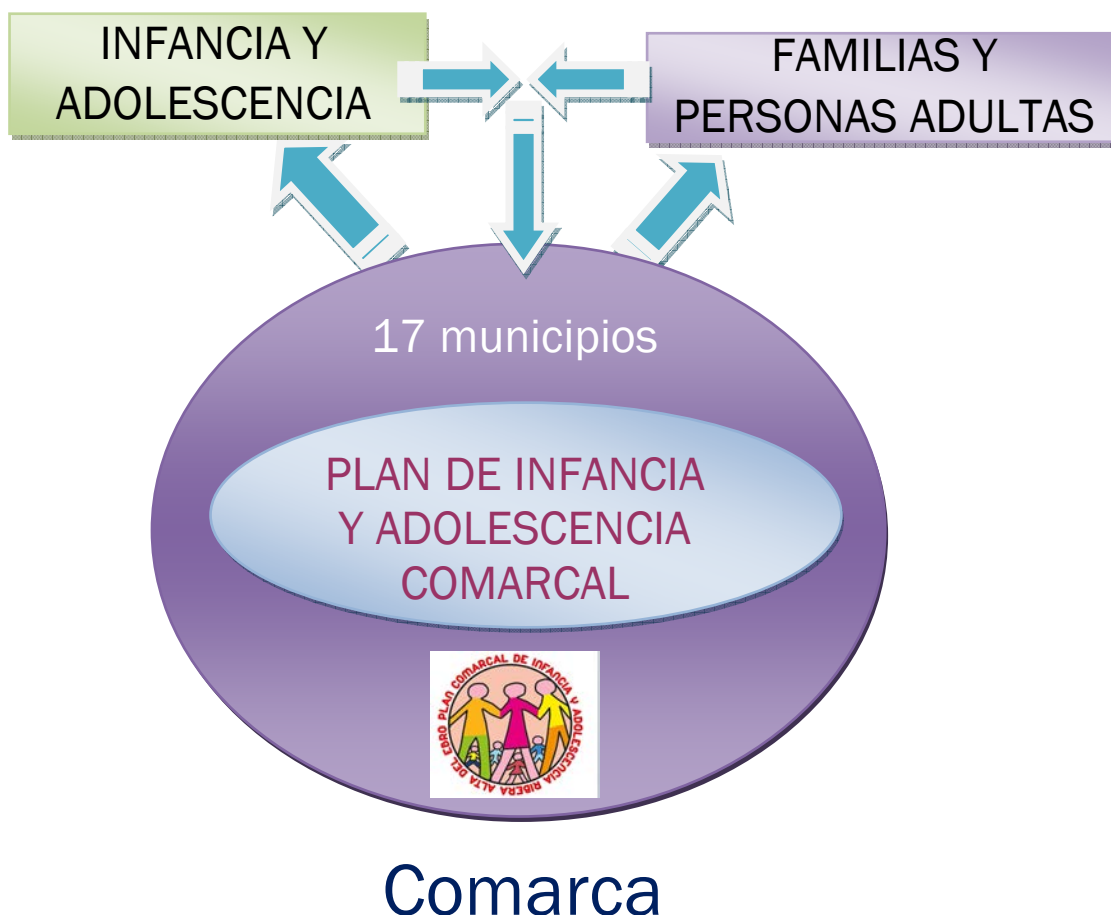 INFANCIA Y
ADOLESCENCIA
FAMILIAS Y
PERSONAS ADULTAS
17 municipios
PLAN DE INFANCIA
Y ADOLESCENCIA
COMARCAL
PLAN COMARCAL DE INFANCIA Y ADOLESCENCIA RIBERA ALTA DEL EBRO
Comarca